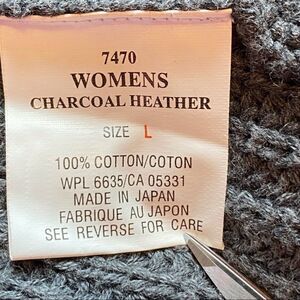 7470
WOMENS
CHARCOAL HEATHER
SIZE L
100% COTTON/COTON
WPL 6635/CA 05331
MADE IN JAPAN
FABRIQUE AU JAPON
SEE REVERSE FOR CARE